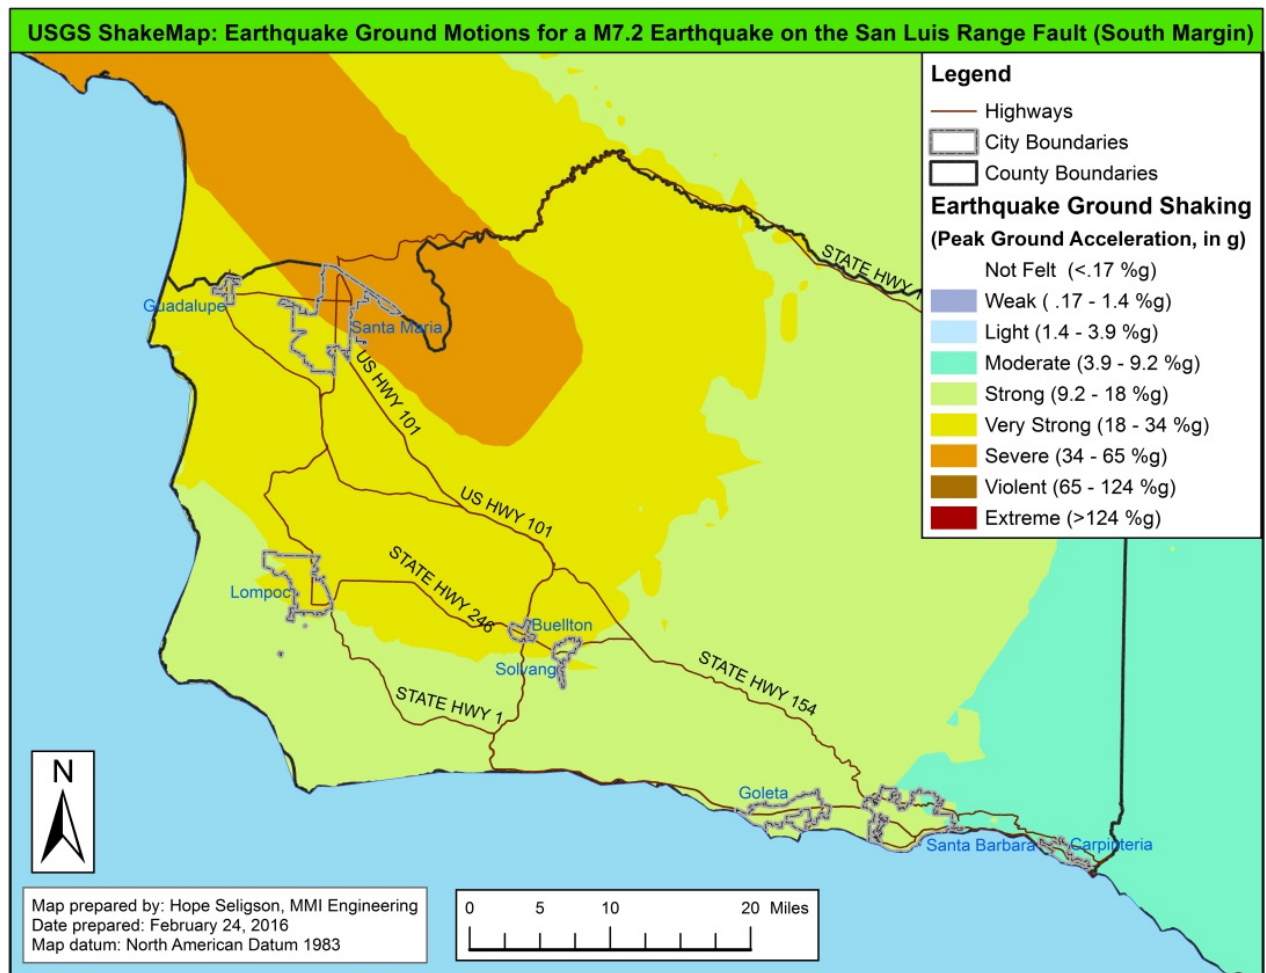 USGS ShakeMap: Earthquake Ground Motions for a M7.2 Earthquake on the San Luis Range Fault (South Margin)
Legend
Highways
City Boundaries
County Boundaries
Earthquake Ground Shaking
(Peak Ground Acceleration, in g)
Not Felt (<.17 %g)
Weak ( .17 - 1.4 %g)
Light (1.4 - 3.9 %g)
Moderate (3.9 - 9.2 %g)
Strong (9.2 - 18 %g)
Very Strong (18 - 34 %g)
Severe (34 - 65 %g)
Violent (65 - 124 %g)
Extreme (>124 %g)
STATE HWY 1
Guadalupe
Santa Maria
US HWY 101
US HWY 101
STATE HWY 246
Lompoc
Buellton
Solvang
STATE HWY 154
STATE HWY 1
Goleta
Santa Barbara
Carpinteria
N
Map prepared by: Hope Seligson, MMI Engineering
Date prepared: February 24, 2016
Map datum: North American Datum 1983
0 5 10 20 Miles